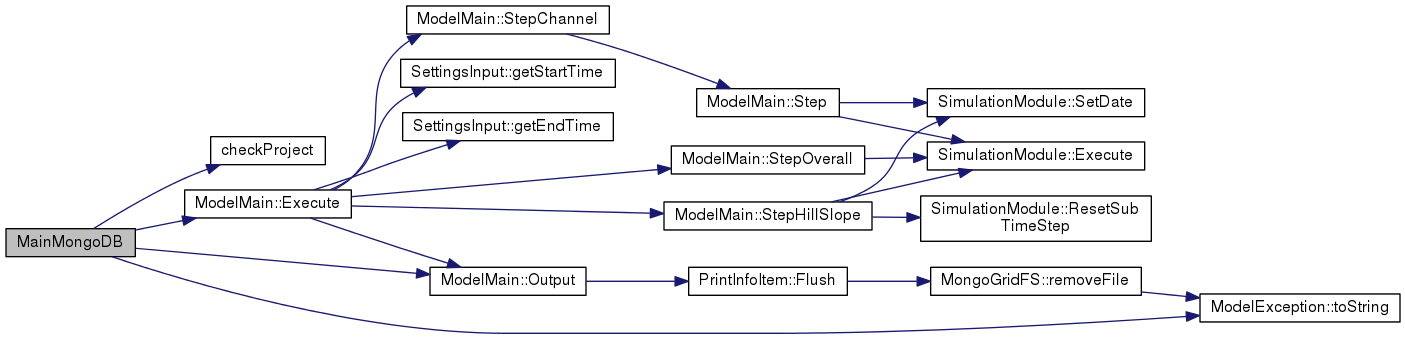 ModelMain::StepChannel
SettingsInput::getStartTime
ModelMain::Step
SimulationModule::SetDate
SettingsInput::getEndTime
checkProject
ModelMain::StepOverall
SimulationModule::Execute
ModelMain::Execute
ModelMain::StepHillSlope
SimulationModule::ResetSub
TimeStep
MainMongoDB
ModelMain::Output
PrintInfoItem::Flush
MongoGridFS::removeFile
ModelException::toString